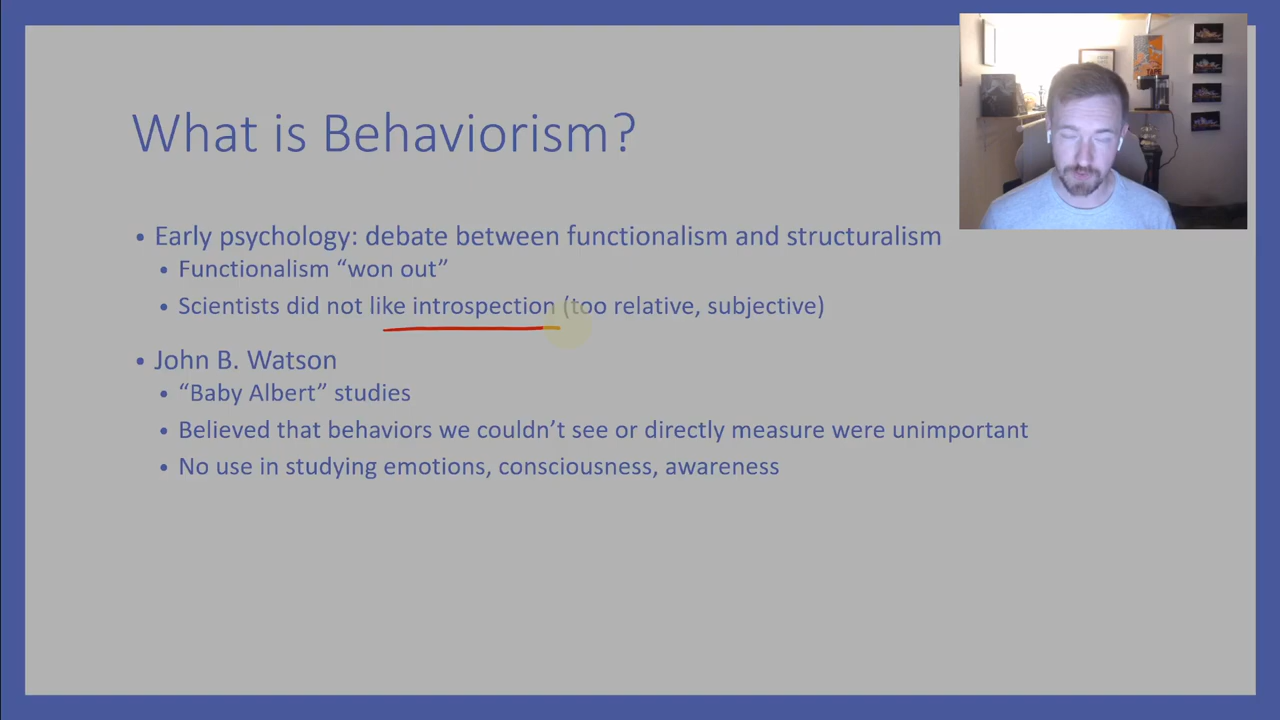 What is Behaviorism?
• Early psychology: debate between functionalism and structuralism
• Functionalism “won out”
• Scientists did not like introspection (too relative, subjective)
• John B. Watson
• “Baby Albert” studies
• Believed that behaviors we couldn’t see or directly measure were unimportant
• No use in studying emotions, consciousness, awareness